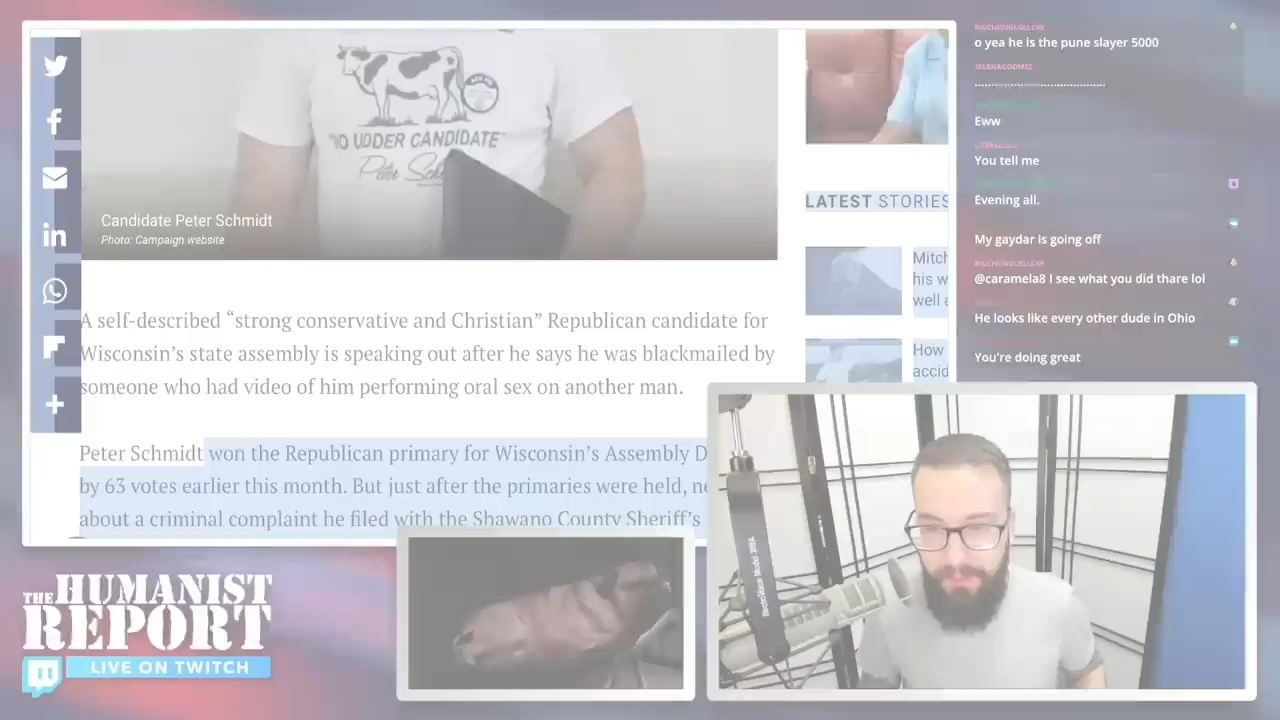 "NO UDDER CANDIDATE"
Peter
Candidate Peter Schmidt
Photo: Campaign website
A self-described “strong conservative and Christian” Republican candidate for
Wisconsin’s state assembly is speaking out after he says he was blackmailed by
someone who had video of him performing oral sex on another man.
Peter Schmidt won the Republican primary for Wisconsin’s Assembly D
by 63 votes earlier this month. But just after the primaries were held, ne
about a criminal complaint he filed with the Shawano County Sheriff’s
LATEST STORIES
Mitch
his w
well a
How
accid
o yea he is the pune slayer 5000
.......................................
Eww
You tell me
Evening all.
My gaydar is going off
@caramela8 I see what you did thare lol
He looks like every other dude in Ohio
You're doing great
THE HUMANIST
REPORT
LIVE ON TWITCH